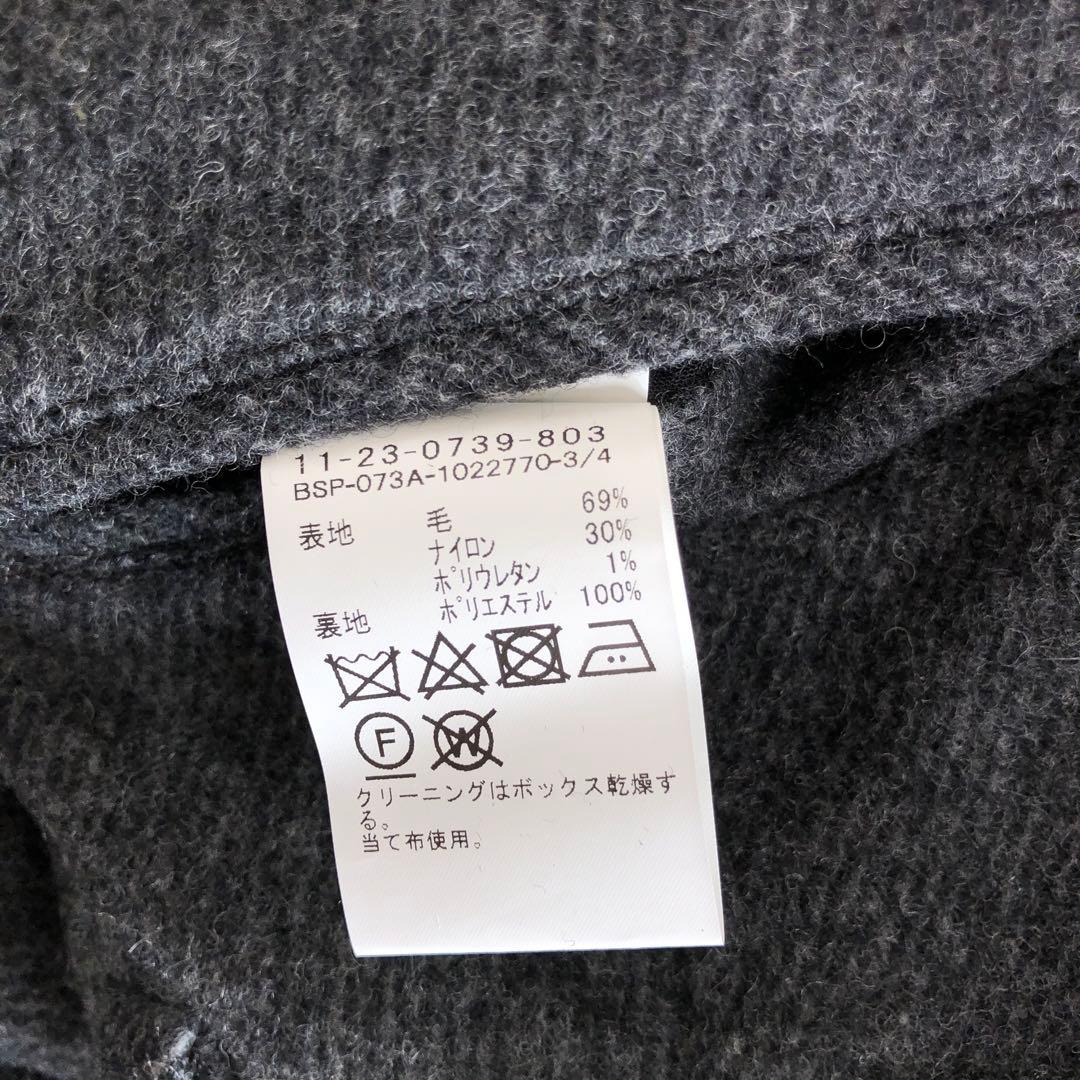 11-23-0739-803
BSP-073A-1022770-3/4
表地 毛 69%
ナイロン 30%
ポリウレタン 1%
裏地 ポリエステル 100%
F W
クリーニングはボックス乾燥す
る。
当て布使用。